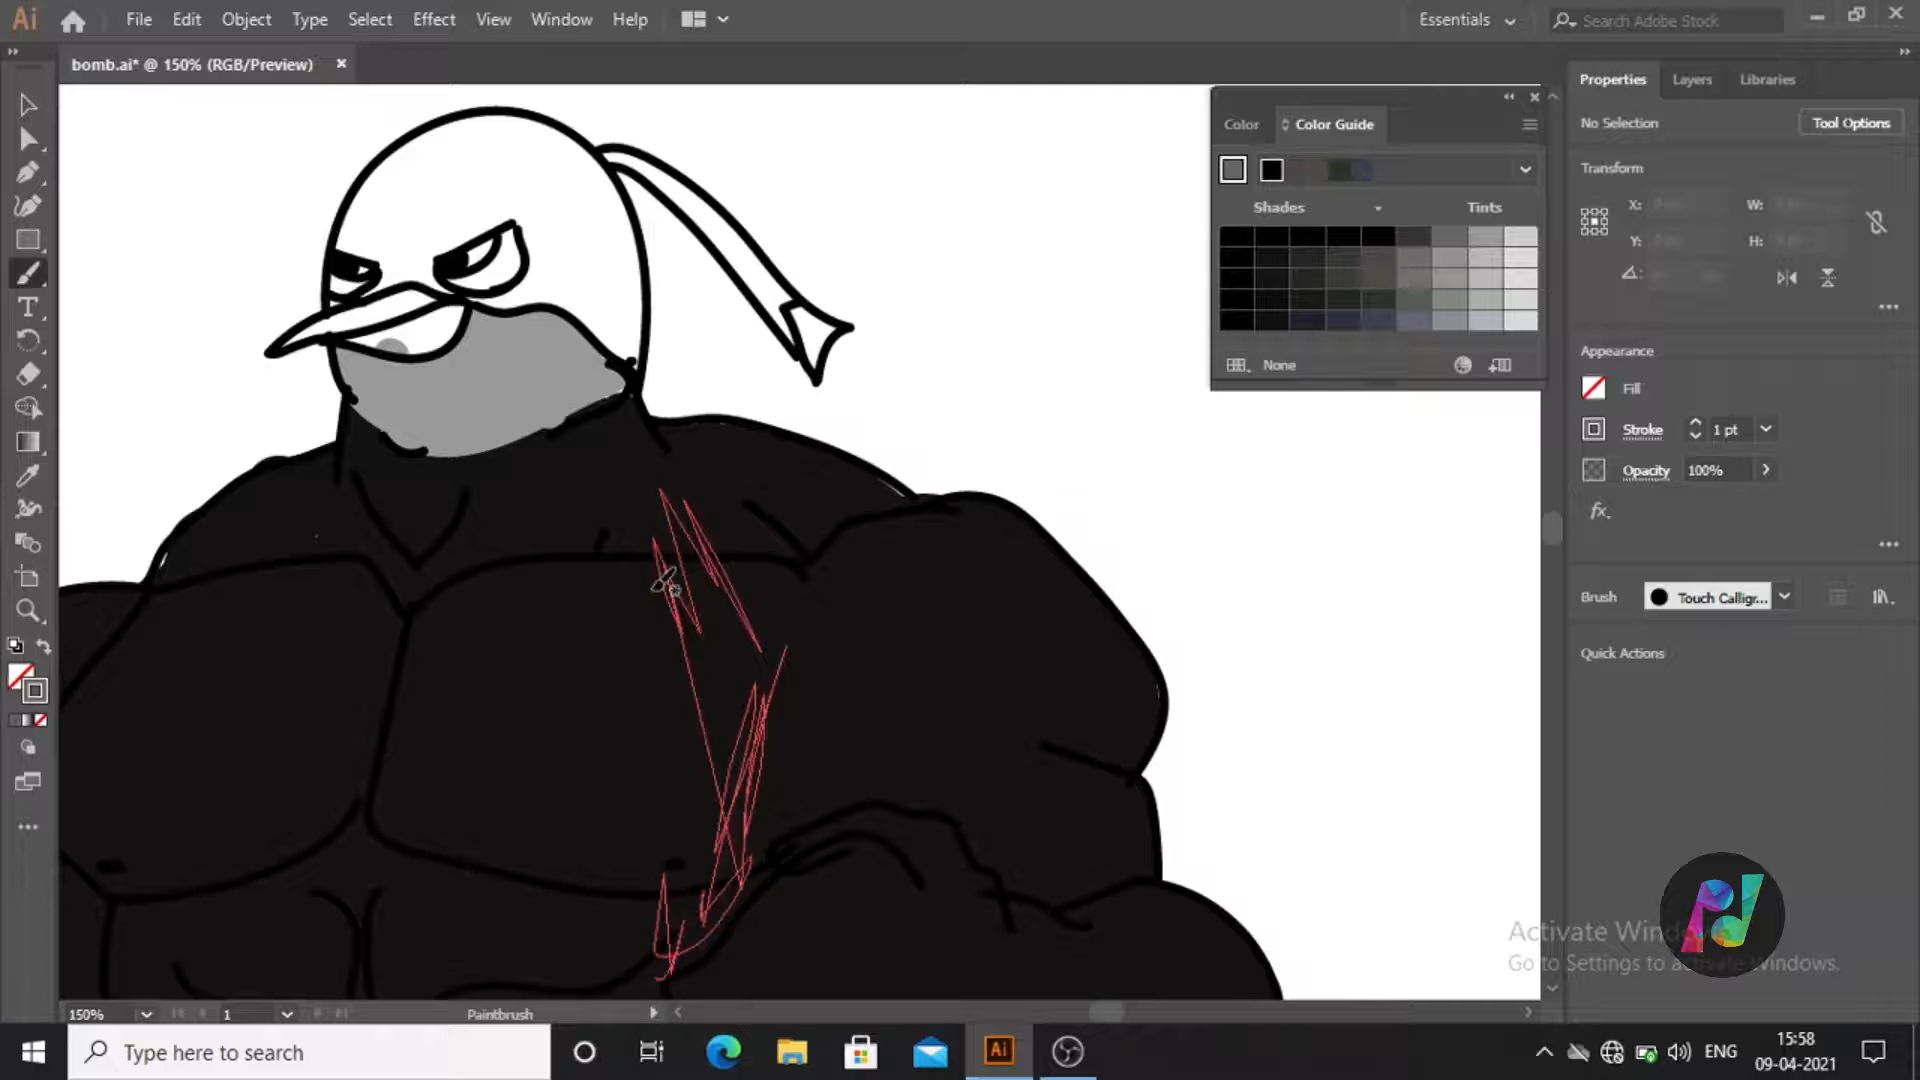 Ai File Edit Object Type Select Effect View Window Help Essentials Search Adobe Stock
bomb.ai* @ 150% (RGB/Preview)
Properties Layers Libraries
No Selection Tool Options
Transform
X: W:
Y: H:
Appearance
Fill
Stroke 1 pt
Opacity 100%
fx.
Brush Touch Calligr...
Quick Actions
Color Color Guide
Shades Tints
None
Activate Windows
Go to Settings to activate Windows.
150% 1 Paintbrush
Type here to search
Ai
ENG
15:58
09-04-2021